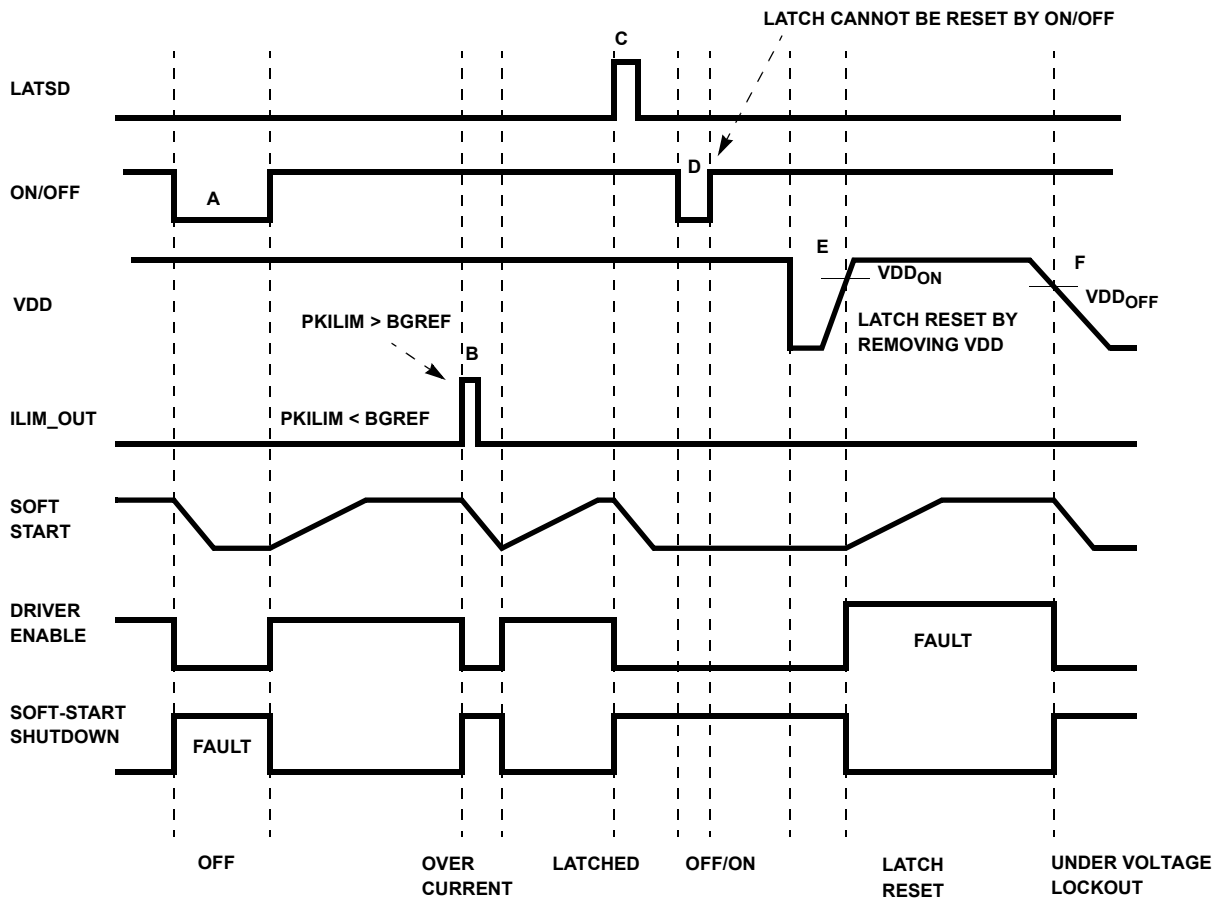 LATCH CANNOT BE RESET BY ON/OFF
C
LATSD
D
ON/OFF
A
E
F
VDD
VDDON
VDDOFF
LATCH RESET BY
REMOVING VDD
PKILIM > BGREF
B
ILIM_OUT
PKILIM < BGREF
SOFT
START
DRIVER
ENABLE
FAULT
SOFT-START
SHUTDOWN
FAULT
OFF
OVER
CURRENT
LATCHED
OFF/ON
LATCH
RESET
UNDER VOLTAGE
LOCKOUT